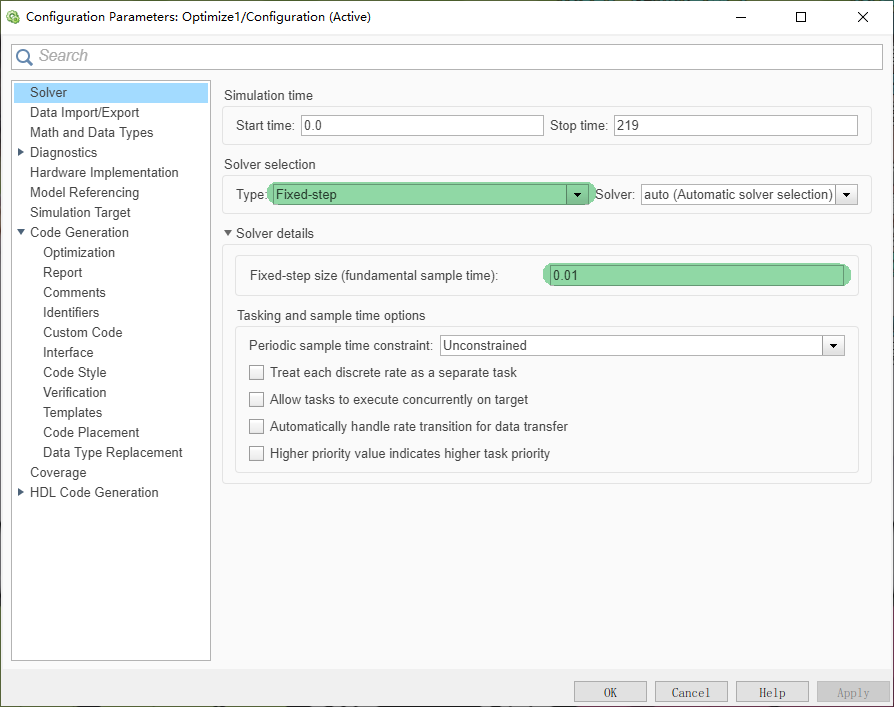 Configuration Parameters: Optimize1/Configuration (Active)
Search
Solver
Data Import/Export
Math and Data Types
Diagnostics
Hardware Implementation
Model Referencing
Simulation Target
Code Generation
Optimization
Report
Comments
Identifiers
Custom Code
Interface
Code Style
Verification
Templates
Code Placement
Data Type Replacement
Coverage
HDL Code Generation
Simulation time
Start time: 0.0 Stop time: 219
Solver selection
Type: Fixed-step Solver: auto (Automatic solver selection)
Solver details
Fixed-step size (fundamental sample time): 0.01
Tasking and sample time options
Periodic sample time constraint: Unconstrained
Treat each discrete rate as a separate task
Allow tasks to execute concurrently on target
Automatically handle rate transition for data transfer
Higher priority value indicates higher task priority
OK Cancel Help Apply